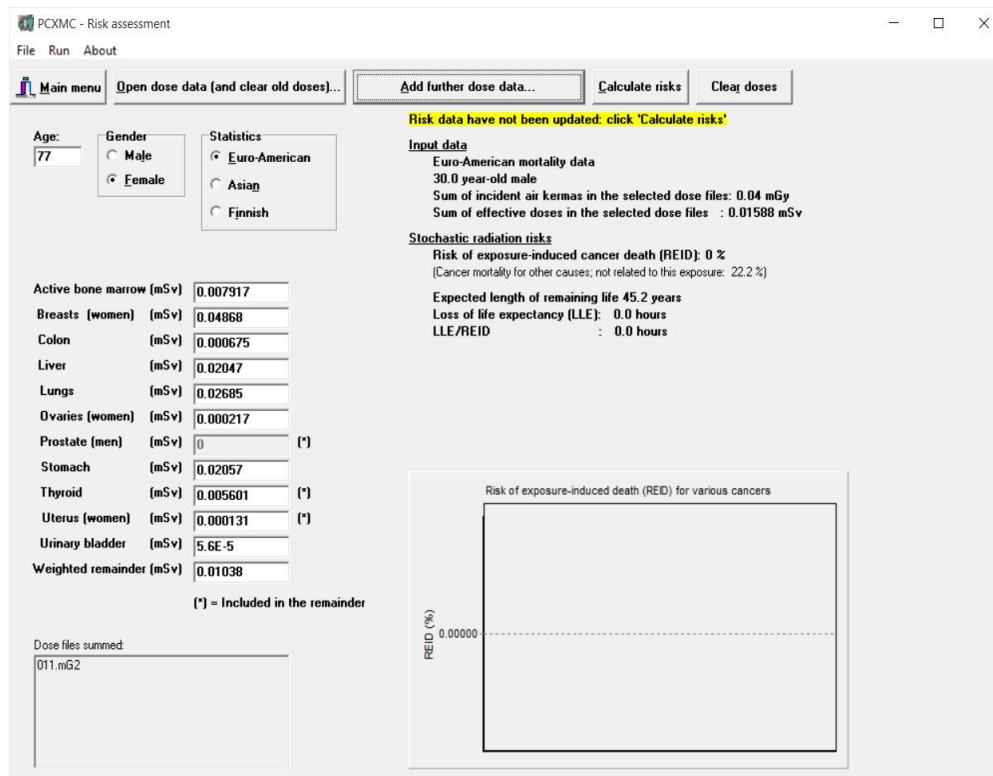 PCXMC - Risk assessment
File Run About
Main menu
Open dose data (and clear old doses)...
Add further dose data...
Calculate risks
Clear doses
Age:
77
Gender
Male
Female
Statistics
Euro-American
Asian
Finnish
Active bone marrow (mSv) 0.007917
Breasts (women) (mSv) 0.04868
Colon (mSv) 0.000675
Liver (mSv) 0.02047
Lungs (mSv) 0.02685
Ovaries (women) (mSv) 0.000217
Prostate (men) (mSv) 0 (*)
Stomach (mSv) 0.02057
Thyroid (mSv) 0.005601 (*)
Uterus (women) (mSv) 0.000131 (*)
Urinary bladder (mSv) 5.6E-5
Weighted remainder (mSv) 0.01038
(*) = Included in the remainder
Dose files summed:
011.mG2
Risk data have not been updated: click 'Calculate risks'
Input data
Euro-American mortality data
30.0 year-old male
Sum of incident air kermas in the selected dose files: 0.04 mGy
Sum of effective doses in the selected dose files : 0.01588 mSv
Stochastic radiation risks
Risk of exposure-induced cancer death (REID): 0 %
(Cancer mortality for other causes; not related to this exposure: 22.2 %)
Expected length of remaining life 45.2 years
Loss of life expectancy (LLE): 0.0 hours
LLE/REID : 0.0 hours
Risk of exposure-induced death (REID) for various cancers
REID (%)
0.00000